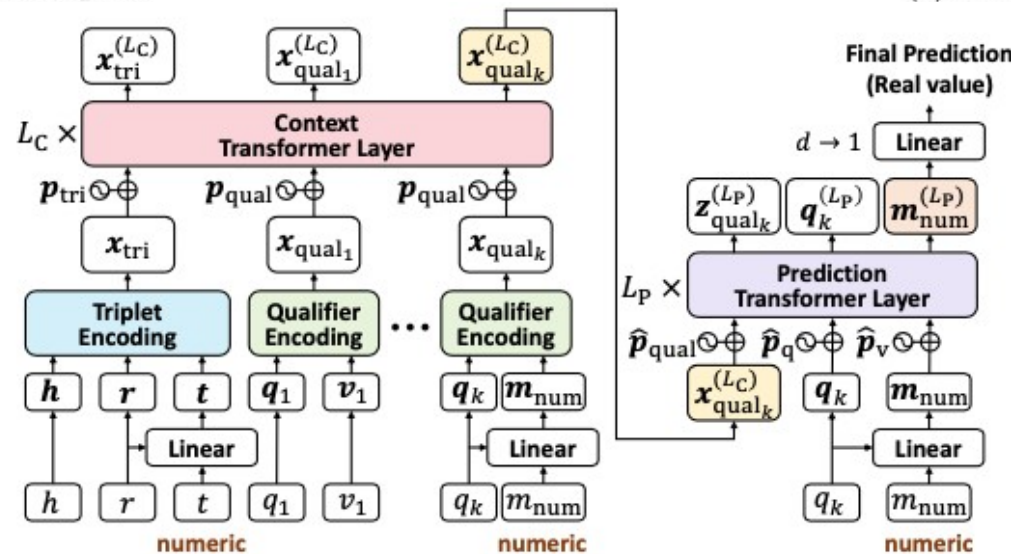 x_tri^(L_C) x_qual_1^(L_C) x_qual_k^(L_C)
L_C × Context Transformer Layer
p_tri p_qual p_qual
x_tri x_qual_1 x_qual_k
Triplet Encoding
Qualifier Encoding
...
Qualifier Encoding
h r t q_1 v_1 q_k m_num
Linear Linear
h r t q_1 v_1 q_k m_num
numeric numeric
Final Prediction
(Real value)
d → 1 Linear
z_qual_k^(L_P) q_k^(L_P) m_num^(L_P)
L_P × Prediction Transformer Layer
p̂_qual p̂_q p̂_v
x_qual_k^(L_C) q_k m_num
Linear
q_k m_num
numeric